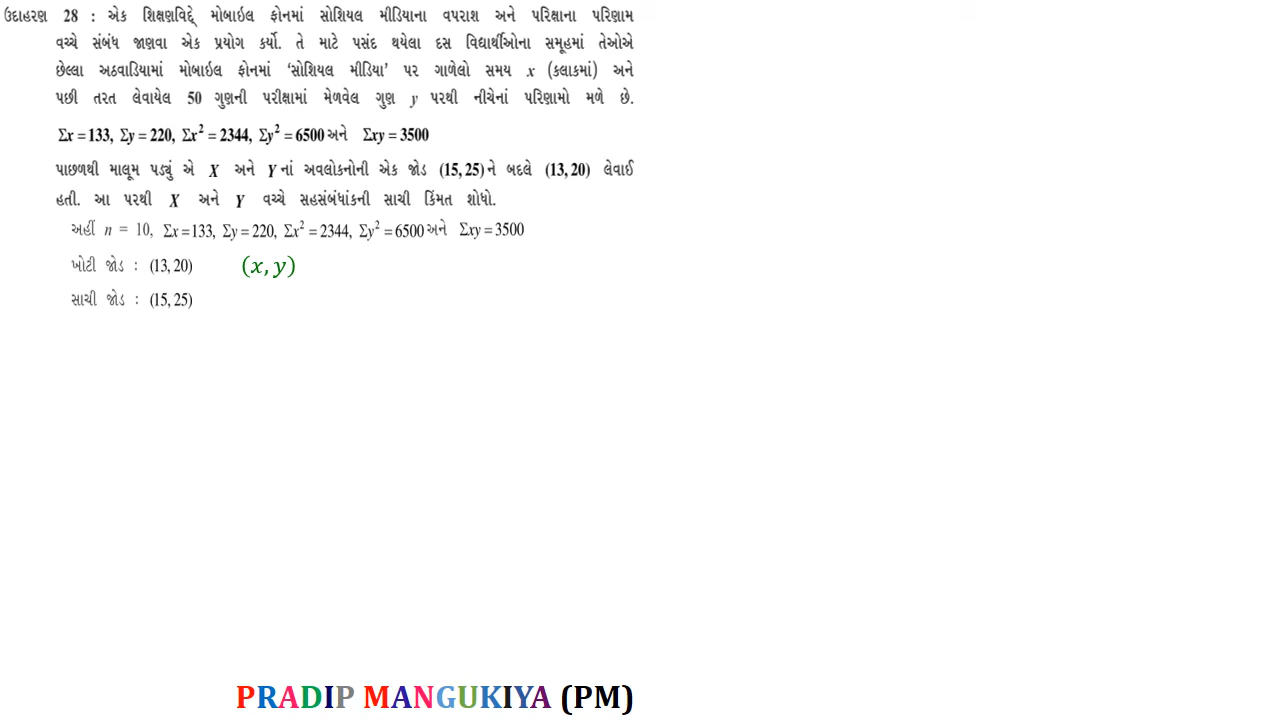 ઉદાહરણ 28 : એક શિક્ષણવિદ્દે મોબાઇલ ફોનમાં સોશિયલ મીડિયાના વપરાશ અને પરિક્ષાના પરિણામ
વચ્ચે સંબંધ જાણવા એક પ્રયોગ કર્યો. તે માટે પસંદ થયેલા દસ વિદ્યાર્થીઓના સમૂહમાં તેઓએ
છેલ્લા અઠવાડિયામાં મોબાઇલ ફોનમાં ‘સોશિયલ મીડિયા’ પર ગાળેલો સમય x (કલાકમાં) અને
પછી તરત લેવાયેલ 50 ગુણની પરીક્ષામાં મેળવેલ ગુણ y પરથી નીચેનાં પરિણામો મળે છે.
Σx = 133, Σy = 220, Σx² = 2344, Σy² = 6500 અને Σxy = 3500
પાછળથી માલૂમ પડ્યું એ X અને Y નાં અવલોકનોની એક જોડ (15, 25) ને બદલે (13, 20) લેવાઈ
હતી. આ પરથી X અને Y વચ્ચે સહસંબંધાંકની સાચી કિંમત શોધો.
અહીં n = 10, Σx = 133, Σy = 220, Σx² = 2344, Σy² = 6500 અને Σxy = 3500
ખોટી જોડ : (13, 20) (x, y)
સાચી જોડ : (15, 25)
PRADIP MANGUKIYA (PM)